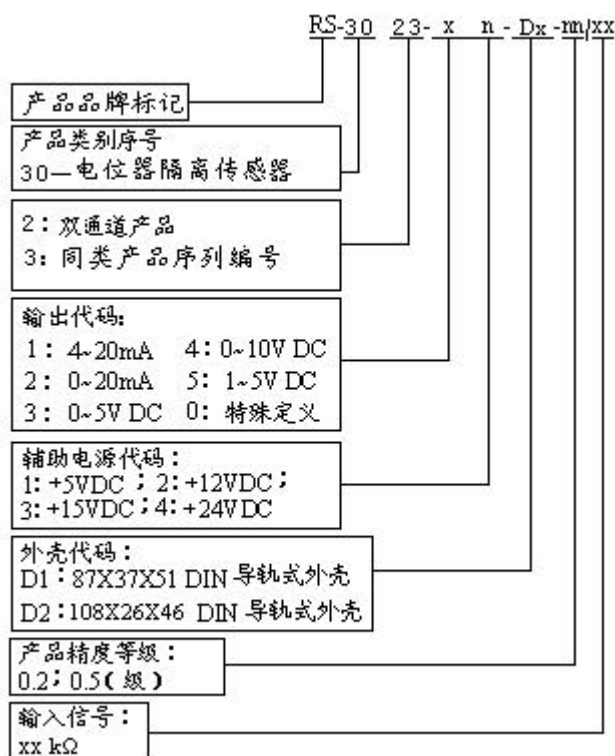 RS-30 23- x n - Dx -nn/xx
产品品牌标记
产品类别序号
30—电位器隔离传感器
2：双通道产品
3：同类产品序列编号
输出代码：
1：4~20mA 4：0~10V DC
2：0~20mA 5：1~5V DC
3：0~5V DC 0：特殊定义
辅助电源代码：
1：+5VDC；2：+12VDC；
3：+15VDC；4：+24VDC
外壳代码：
D1：87X37X51 DIN 导轨式外壳
D2：108X26X46 DIN 导轨式外壳
产品精度等级：
0.2；0.5(级)
输入信号：
xx kΩ